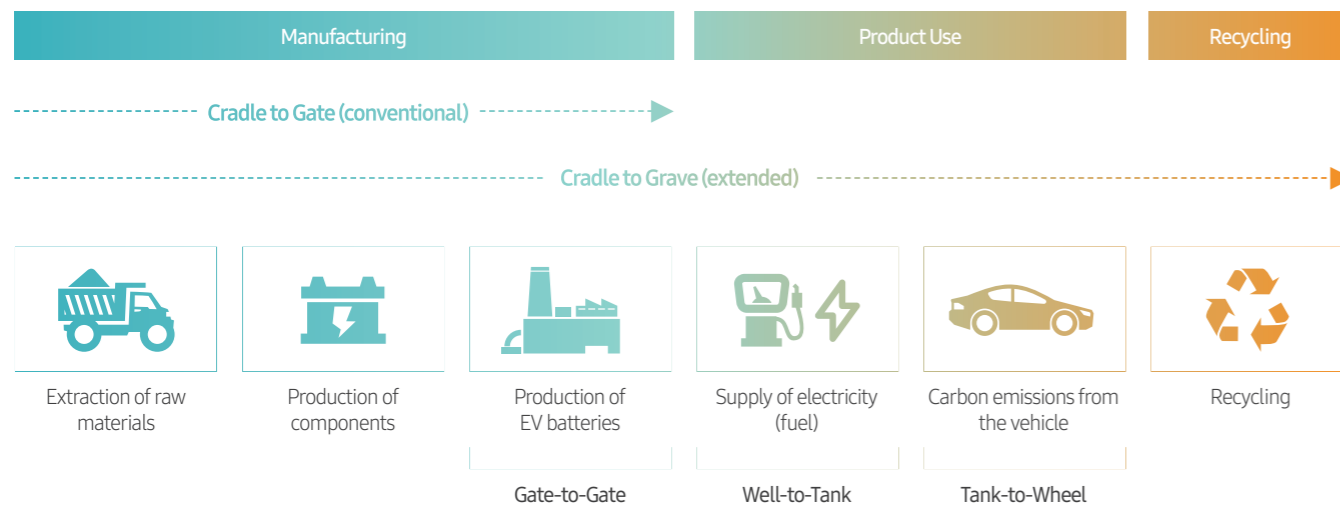 Manufacturing
Product Use
Recycling
Cradle to Gate (conventional)
Cradle to Grave (extended)
Extraction of raw
materials
Production of
components
Production of
EV batteries
Supply of electricity
(fuel)
Carbon emissions from
the vehicle
Recycling
Gate-to-Gate
Well-to-Tank
Tank-to-Wheel